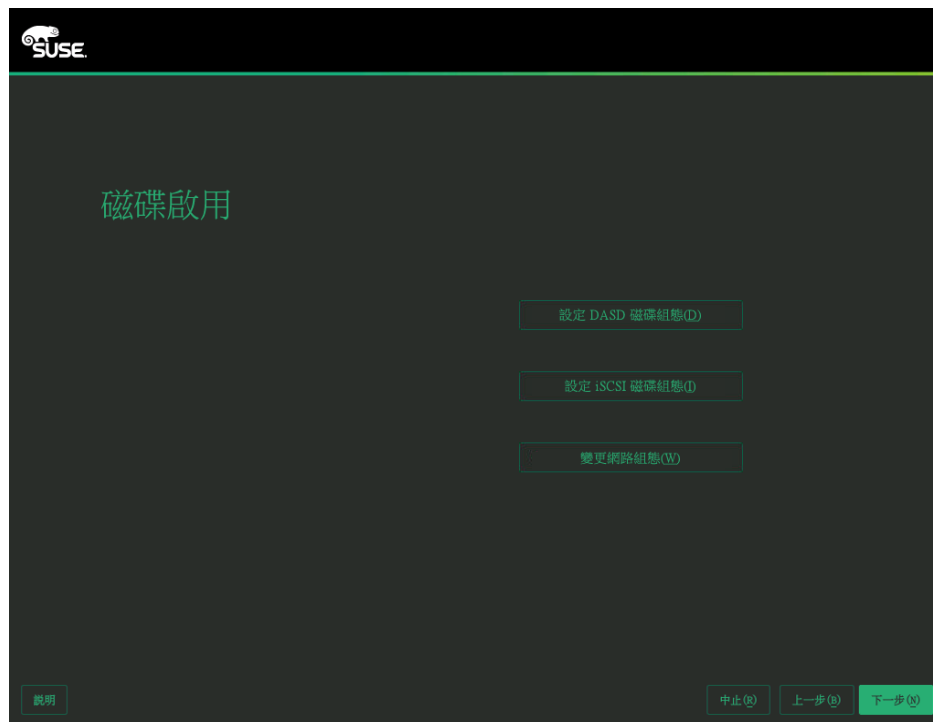 SUSE.
磁碟啟用
設定 DASD 磁碟組態(D)
設定 iSCSI 磁碟組態(I)
變更網路組態(W)
說明
中止(R)
上一步(B)
下一步(N)